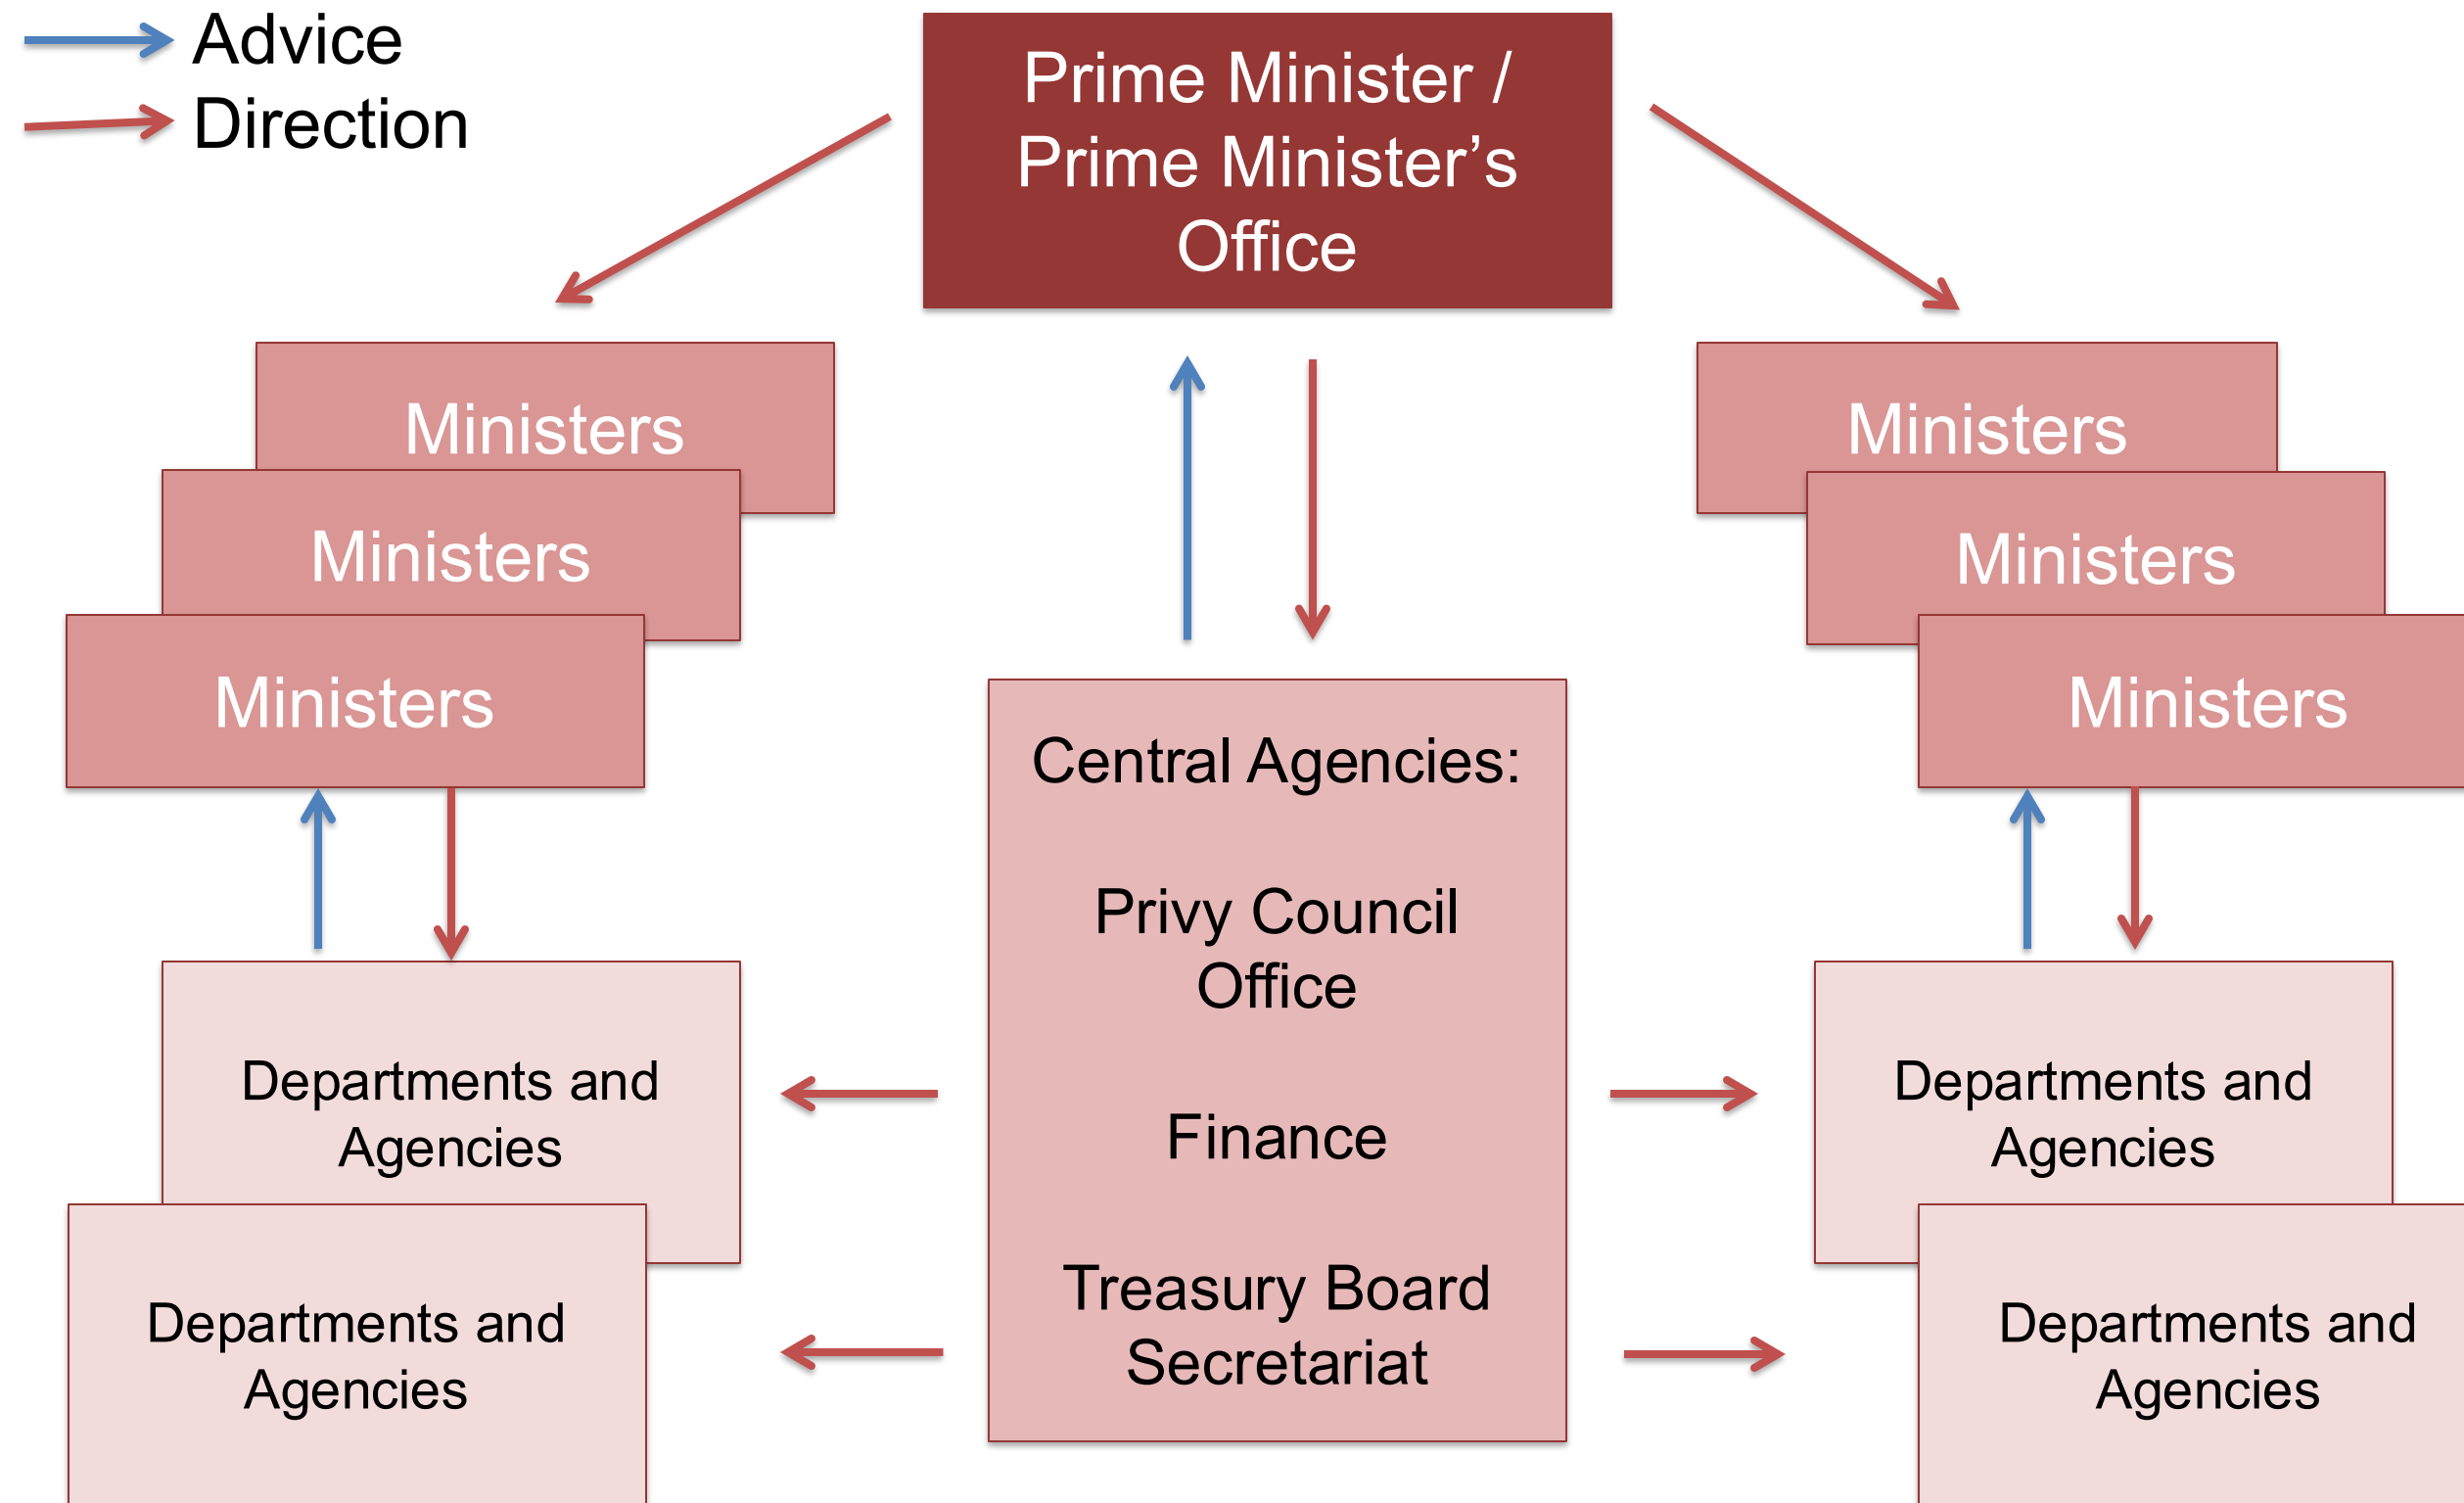 Advice
Direction
Prime Minister /
Prime Minister’s
Office
Ministers
Ministers
Ministers
Ministers
Ministers
Ministers
Central Agencies:
Privy Council
Office
Finance
Treasury Board
Secretariat
Departments and
Agencies
Departments and
Agencies
Departments and
Agencies
Departments and
Agencies